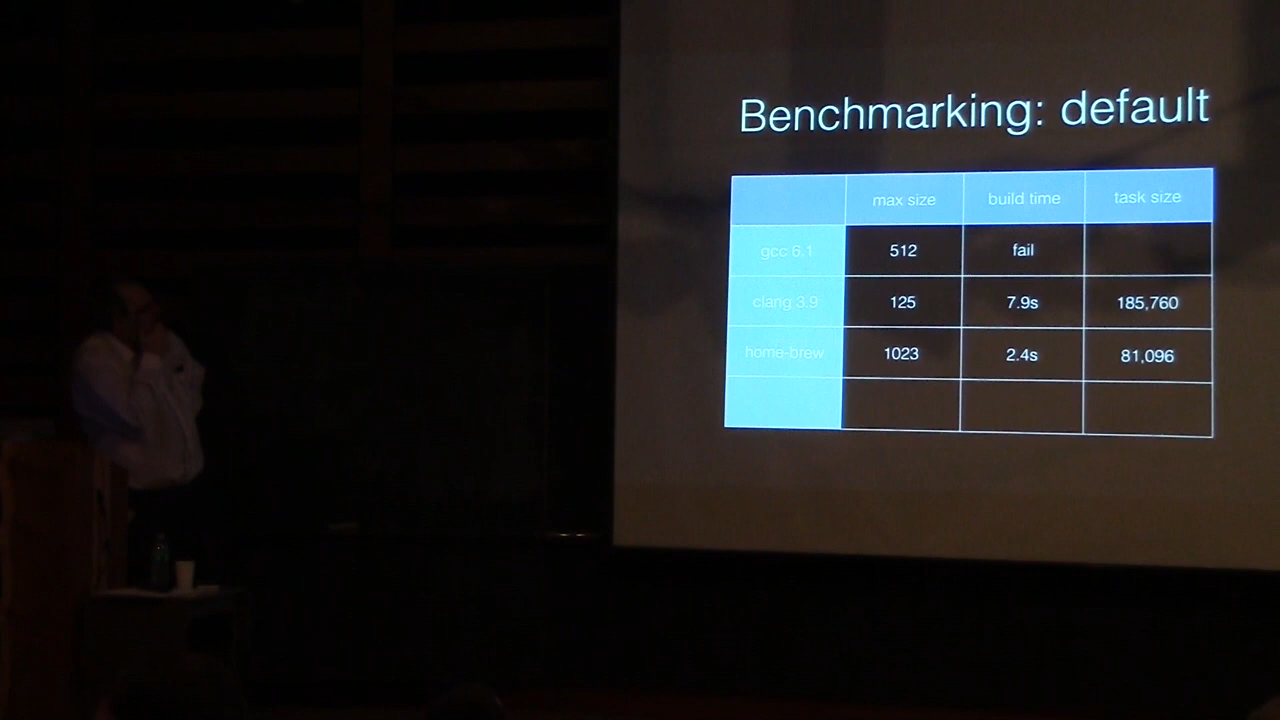 Benchmarking: default
max size build time task size
gcc 6.1 512 fail
clang 3.9 125 7.9s 185,760
home-brew 1023 2.4s 81,096